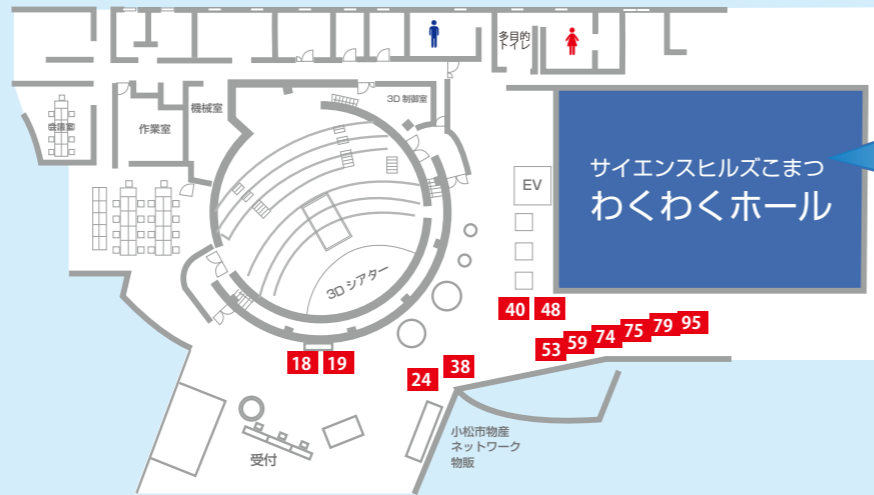 多目的
トイレ
3D 制御室
機械室
作業室
会議室
サイエンスヒルズこまつ
わくわくホール
EV
3D シアター
40 48
53 59 74 75 79 95
18 19
24 38
小松市物産
ネットワーク
物販
受付